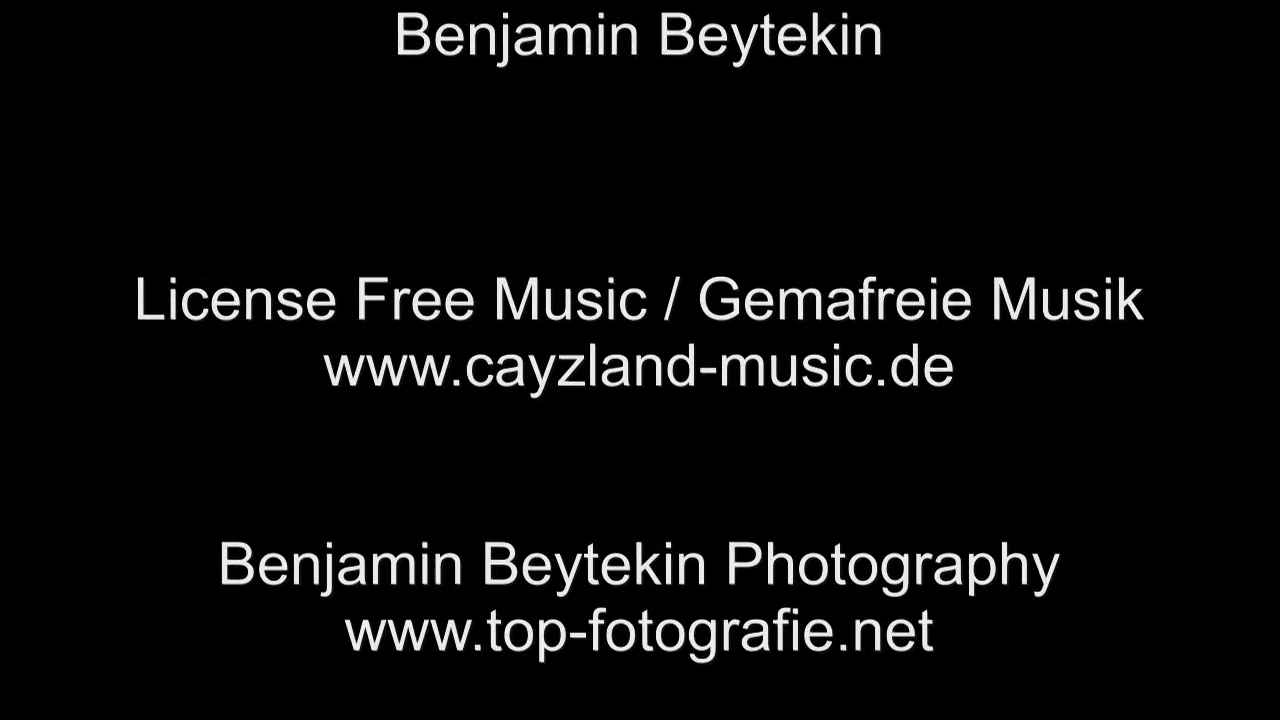 Benjamin Beytekin
License Free Music / Gemafreie Musik
www.cayzland-music.de
Benjamin Beytekin Photography
www.top-fotografie.net